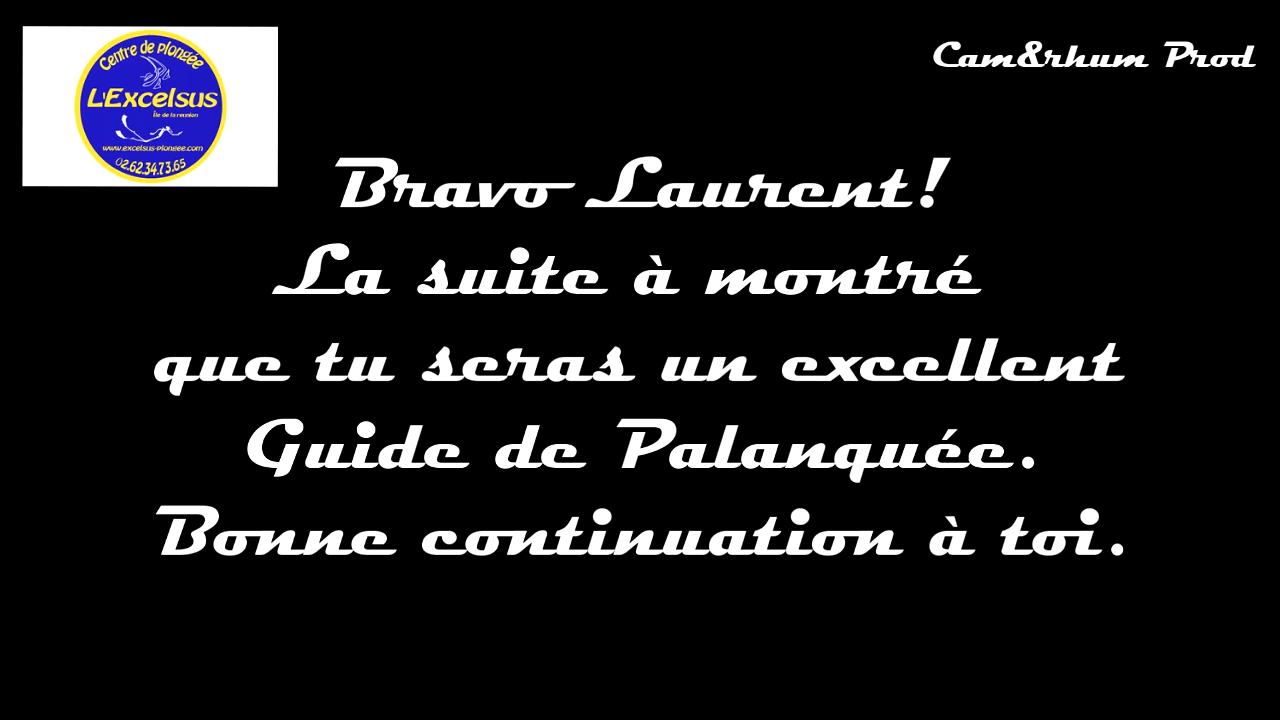 Centre de plongée
L'Excelsus
Île de la reunion
www.excelsus-plongee.com
02.62.34.73.65
Cam&rhum Prod
Bravo Laurent!
La suite à montré
que tu seras un excellent
Guide de Palanquée.
Bonne continuation à toi.